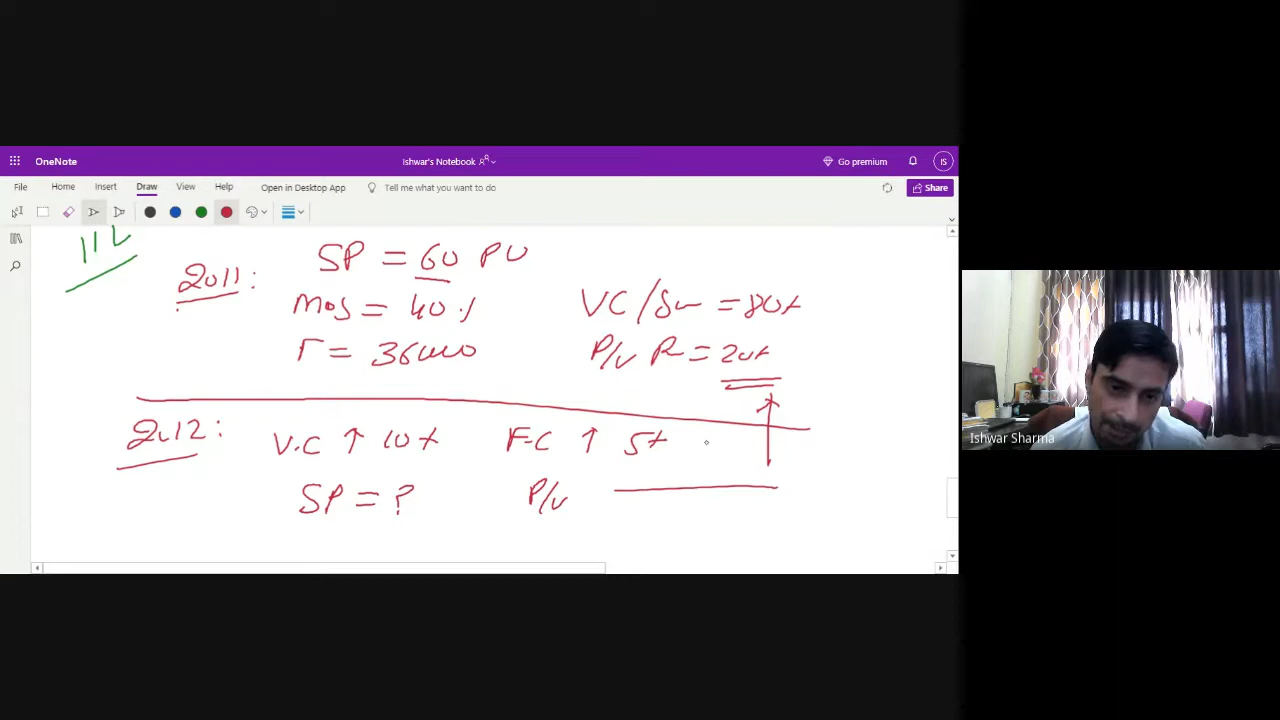 OneNote
Ishwar's Notebook
Go premium
IS
File Home Insert Draw View Help Open in Desktop App Tell me what you want to do
Share
112
2011:
SP = 60 PU
MOS = 40%
F = 36000
VC/Sales = 80%
P/V R = 20%
2012:
V.C ↑ 10%
F.C ↑ 5%
SP = ?
P/V
Ishwar Sharma